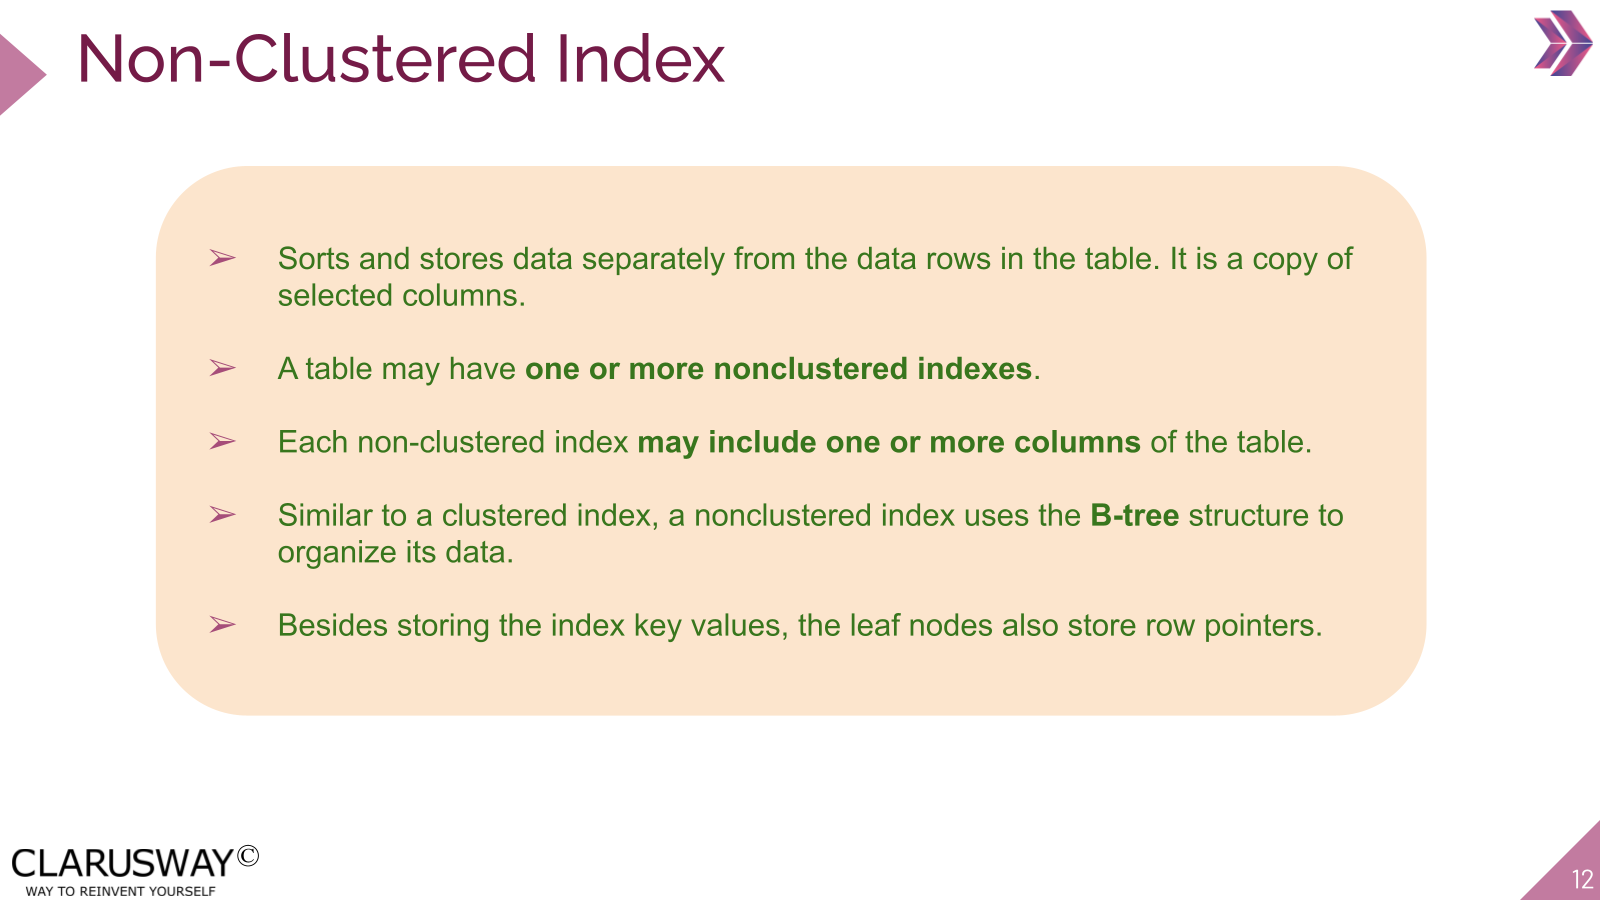 Non-Clustered Index
➢ Sorts and stores data separately from the data rows in the table. It is a copy of
selected columns.
➢ A table may have one or more nonclustered indexes.
➢ Each non-clustered index may include one or more columns of the table.
➢ Similar to a clustered index, a nonclustered index uses the B-tree structure to
organize its data.
➢ Besides storing the index key values, the leaf nodes also store row pointers.
CLARUSWAY©
WAY TO REINVENT YOURSELF
12